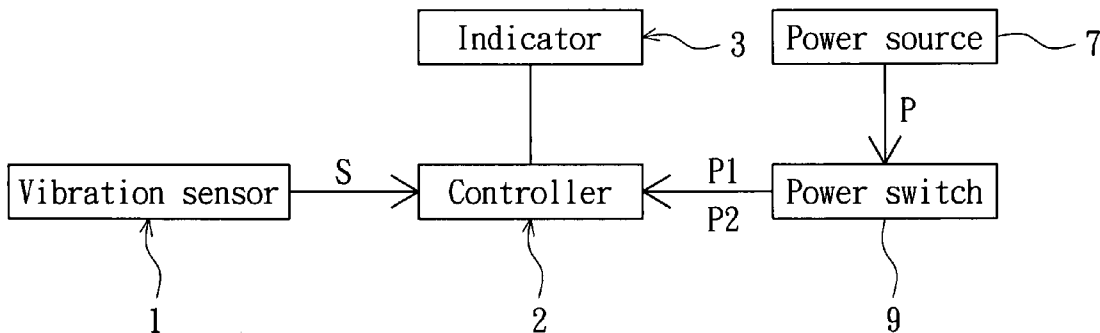 Indicator
3
Power source
7
P
Vibration sensor
S
Controller
P1
P2
Power switch
1
2
9